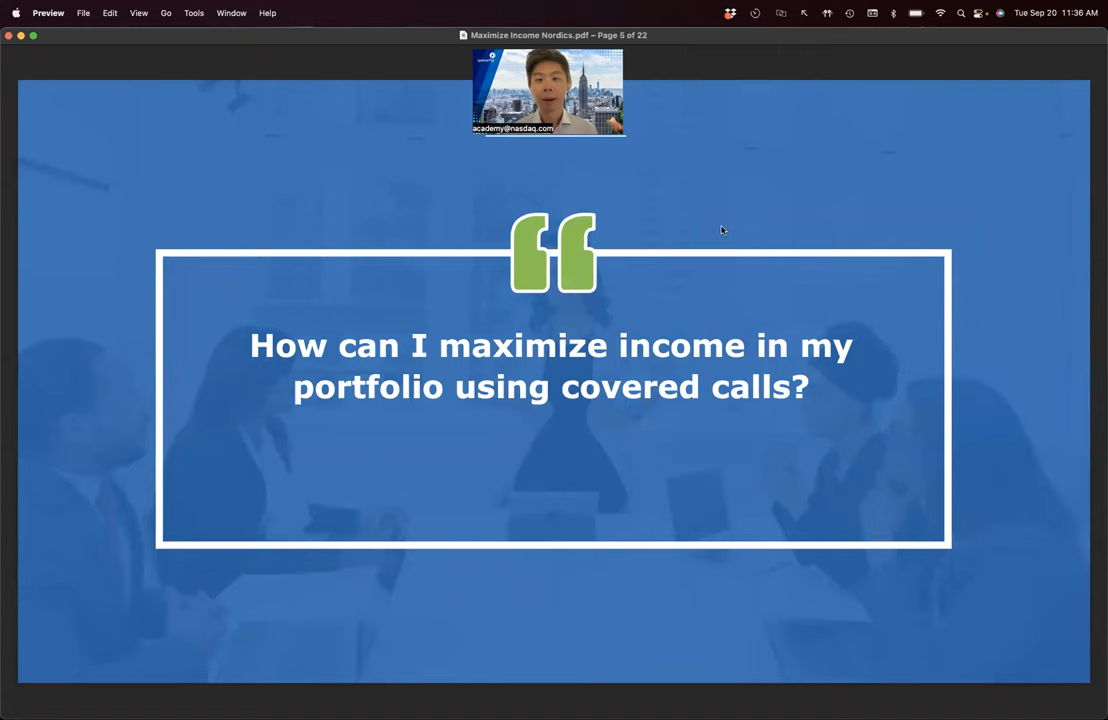 Preview File Edit View Go Tools Window Help Tue Sep 20 11:36 AM
Maximize Income Nordics.pdf – Page 5 of 22
academy@nasdaq.com
How can I maximize income in my
portfolio using covered calls?